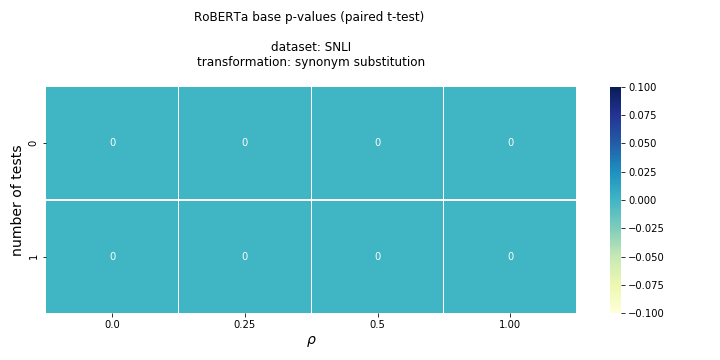 RoBERTa base p-values (paired t-test)
dataset: SNLI
transformation: synonym substitution
number of tests
0
0 0 0 0
1
0 0 0 0
0.0 0.25 0.5 1.00
ρ
0.100
0.075
0.050
0.025
0.000
−0.025
−0.050
−0.075
−0.100